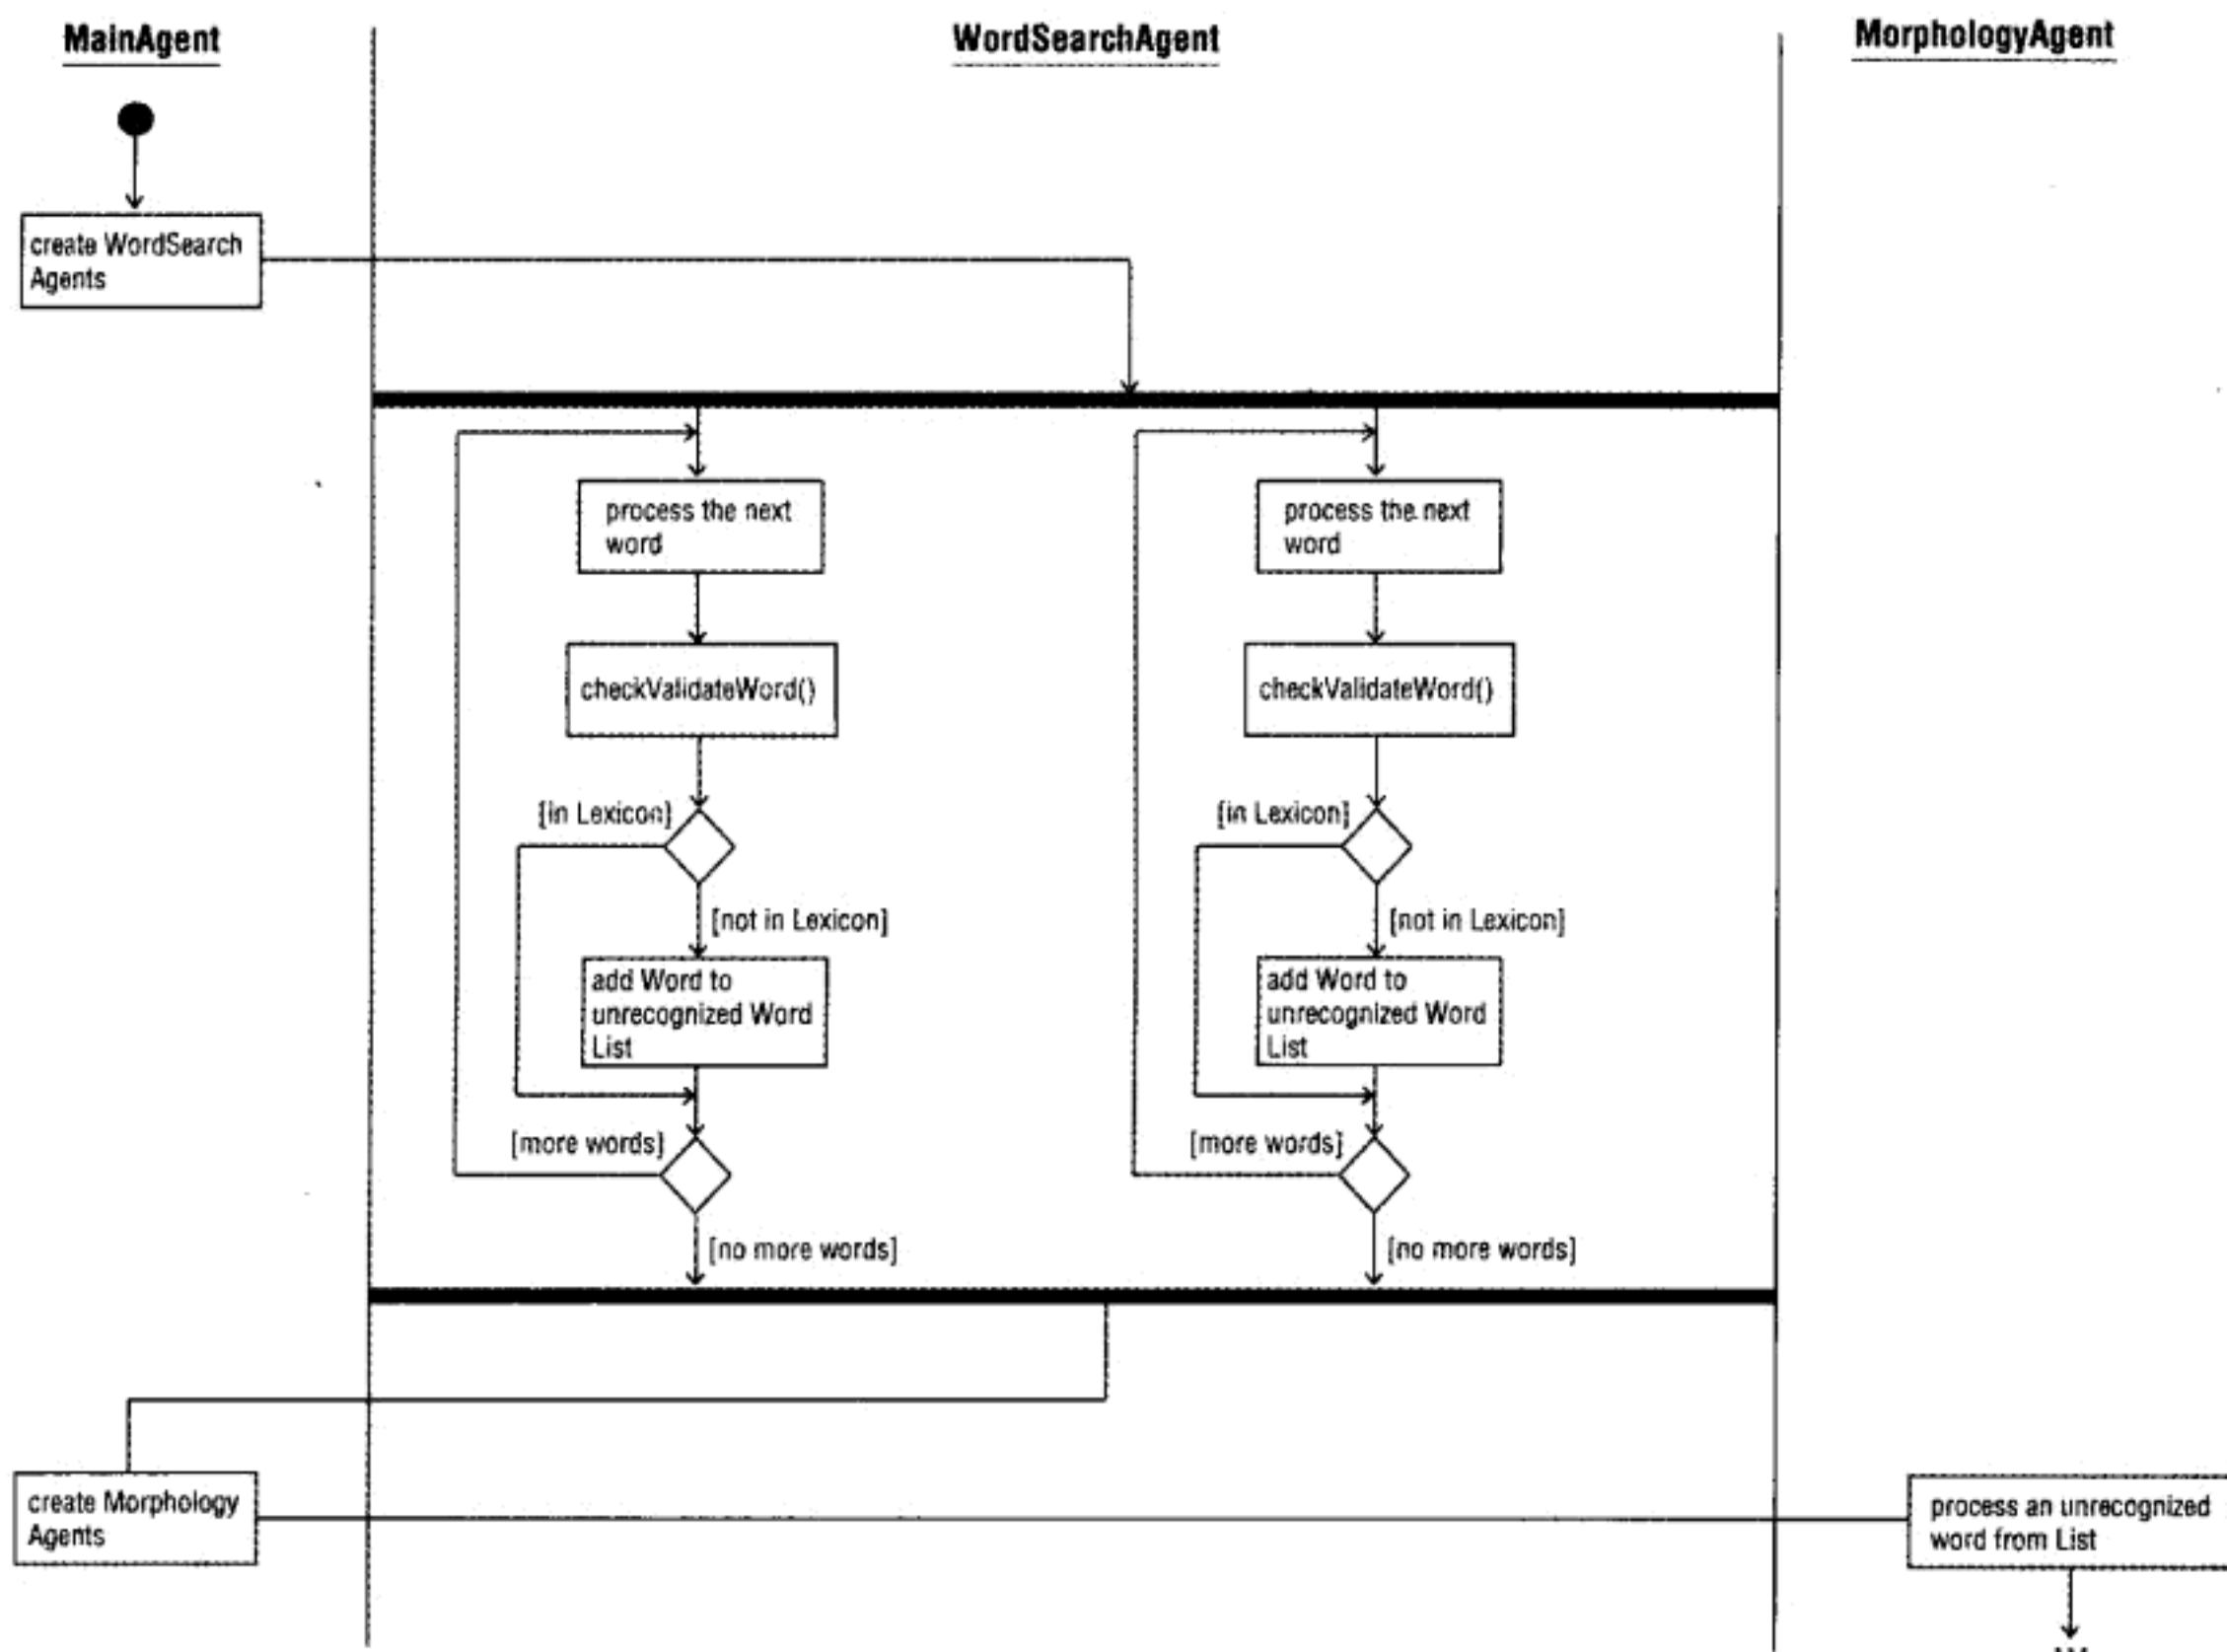 MainAgent
WordSearchAgent
MorphologyAgent
create WordSearch
Agents
process the next
word
process the next
word
checkValidateWord()
checkValidateWord()
[in Lexicon]
[in Lexicon]
[not in Lexicon]
[not in Lexicon]
add Word to
unrecognized Word
List
add Word to
unrecognized Word
List
[more words]
[more words]
[no more words]
[no more words]
create Morphology
Agents
process an unrecognized
word from List